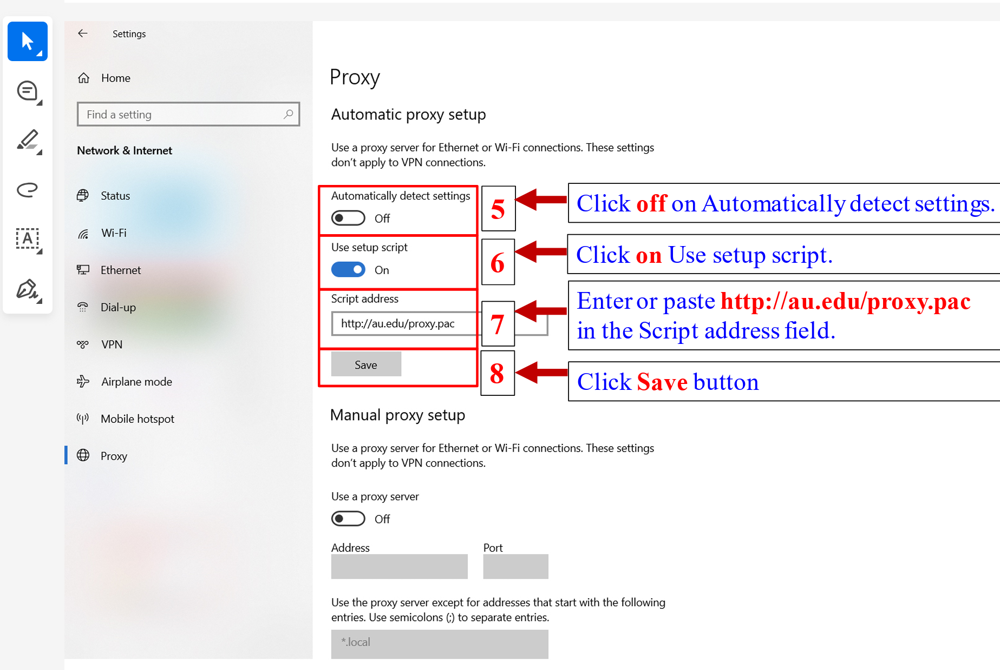 Settings
Home
Find a setting
Network & Internet
Status
Wi-Fi
Ethernet
Dial-up
VPN
Airplane mode
Mobile hotspot
Proxy
Proxy
Automatic proxy setup
Use a proxy server for Ethernet or Wi-Fi connections. These settings
don't apply to VPN connections.
Automatically detect settings
Off
5
Click off on Automatically detect settings.
Use setup script
On
6
Click on Use setup script.
Script address
http://au.edu/proxy.pac
7
Enter or paste http://au.edu/proxy.pac
in the Script address field.
Save
8
Click Save button
Manual proxy setup
Use a proxy server for Ethernet or Wi-Fi connections. These settings
don't apply to VPN connections.
Use a proxy server
Off
Address Port
Use the proxy server except for addresses that start with the following
entries. Use semicolons (;) to separate entries.
*.local
A